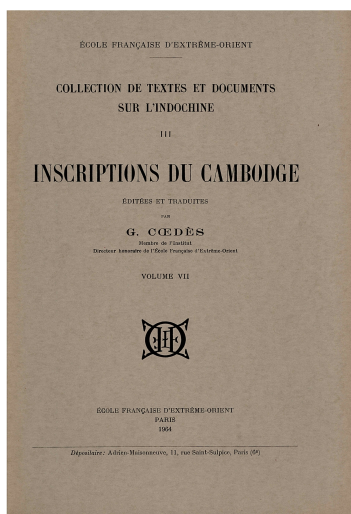 ÉCOLE FRANÇAISE D'EXTRÊME-ORIENT
COLLECTION DE TEXTES ET DOCUMENTS
SUR L'INDOCHINE
III
INSCRIPTIONS DU CAMBODGE
ÉDITÉES ET TRADUITES
PAR
G. CŒDÈS
Membre de l'Institut
Directeur honoraire de l'École Française d'Extrême-Orient
VOLUME VII
ÉCOLE FRANÇAISE D'EXTRÊME-ORIENT
PARIS
1964
Dépositaire: Adrien-Maisonneuve, 11, rue Saint-Sulpice, Paris (6e)